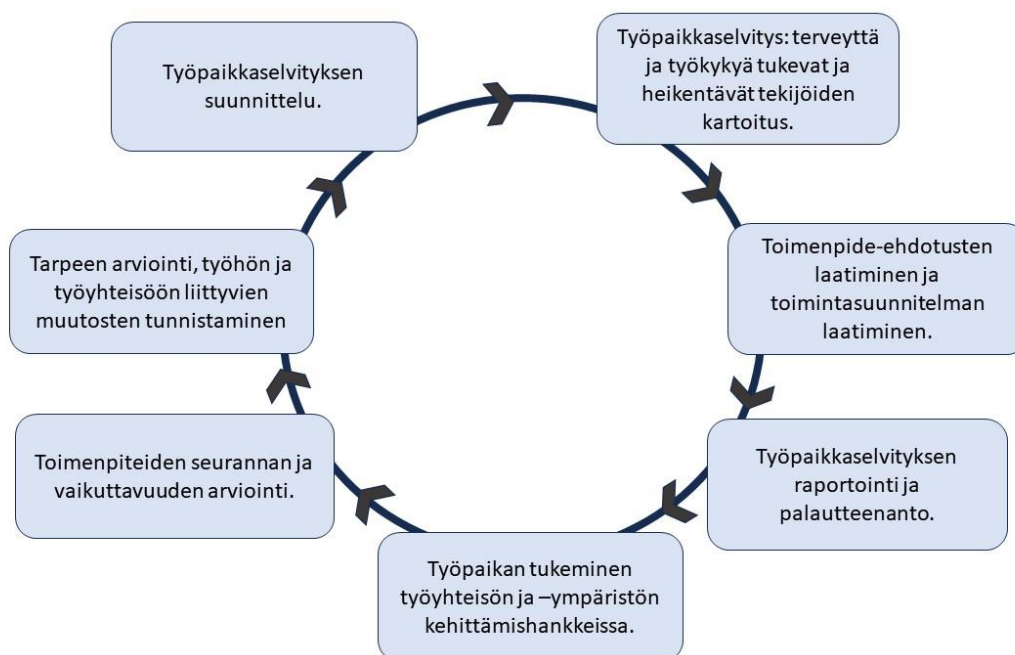 Työpaikkaselvityksen
suunnittelu.
Työpaikkaselvitys: terveyttä
ja työkykyä tukevat ja
heikentävät tekijöiden
kartoitus.
Toimenpide-ehdotusten
laatiminen ja
toimintasuunnitelman
laatiminen.
Työpaikkaselvityksen
raportointi ja
palautteenanto.
Työpaikan tukeminen
työyhteisön ja –ympäristön
kehittämishankkeissa.
Toimenpiteiden seurannan ja
vaikuttavuuden arviointi.
Tarpeen arviointi, työhön ja
työyhteisöön liittyvien
muutosten tunnistaminen